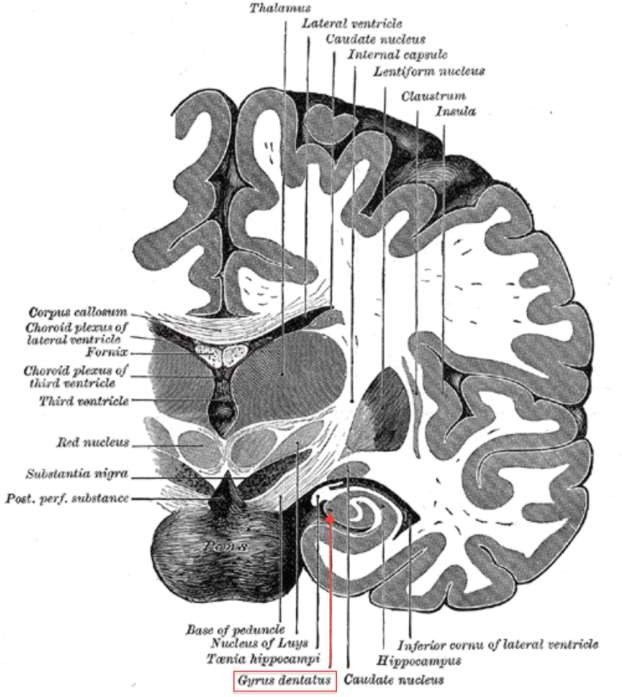 Thalamus
Lateral ventricle
Caudate nucleus
Internal capsule
Lentiform nucleus
Claustrum
Insula
Corpus callosum
Choroid plexus of
lateral ventricle
Fornix
Choroid plexus of
third ventricle
Third ventricle
Red nucleus
Substantia nigra
Post. perf. substance
Pons
Base of peduncle
Nucleus of Luys
Tænia hippocampi
Gyrus dentatus
Caudate nucleus
Hippocampus
Inferior cornu of lateral ventricle